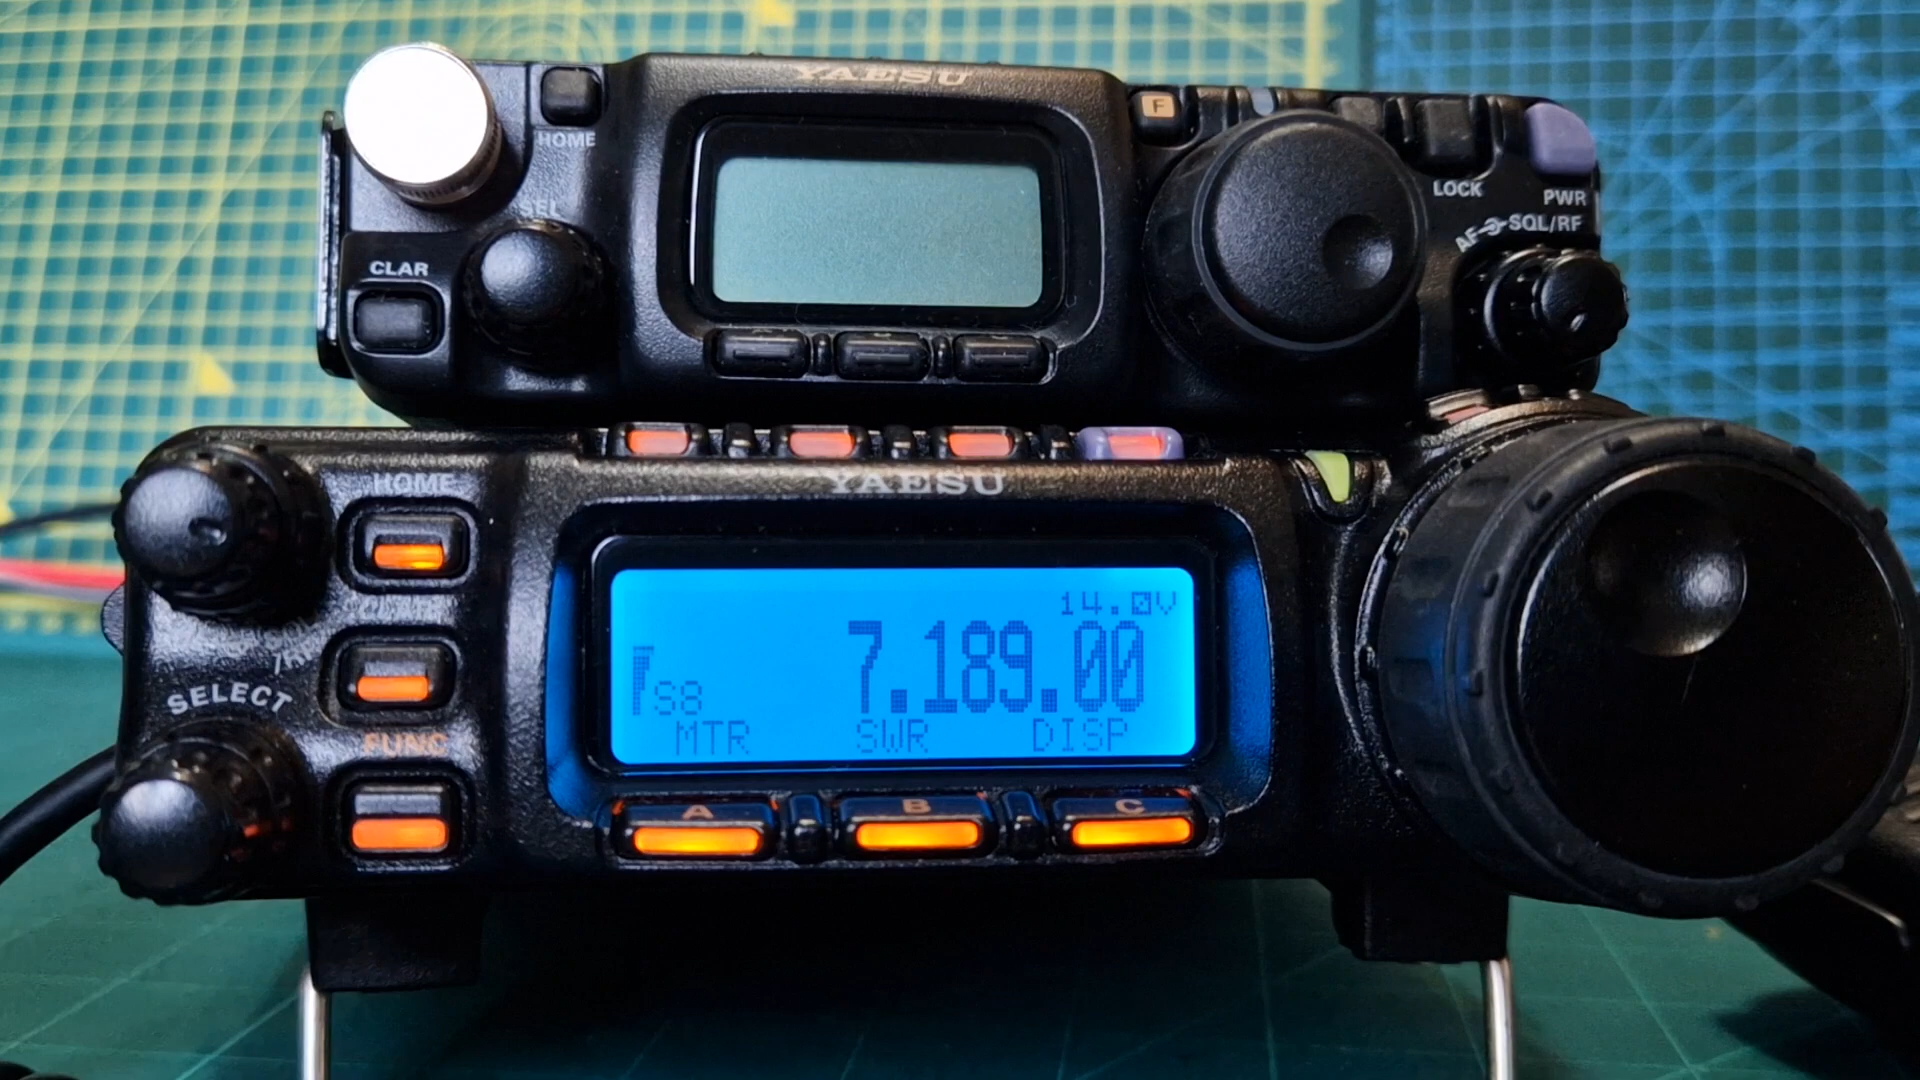 YAESU
F
HOME
SEL
LOCK
PWR
AF SQL/RF
CLAR
YAESU
HOME
SELECT
FUNC
14.0V
7.189.00
S8
MTR SWR DISP
A B C